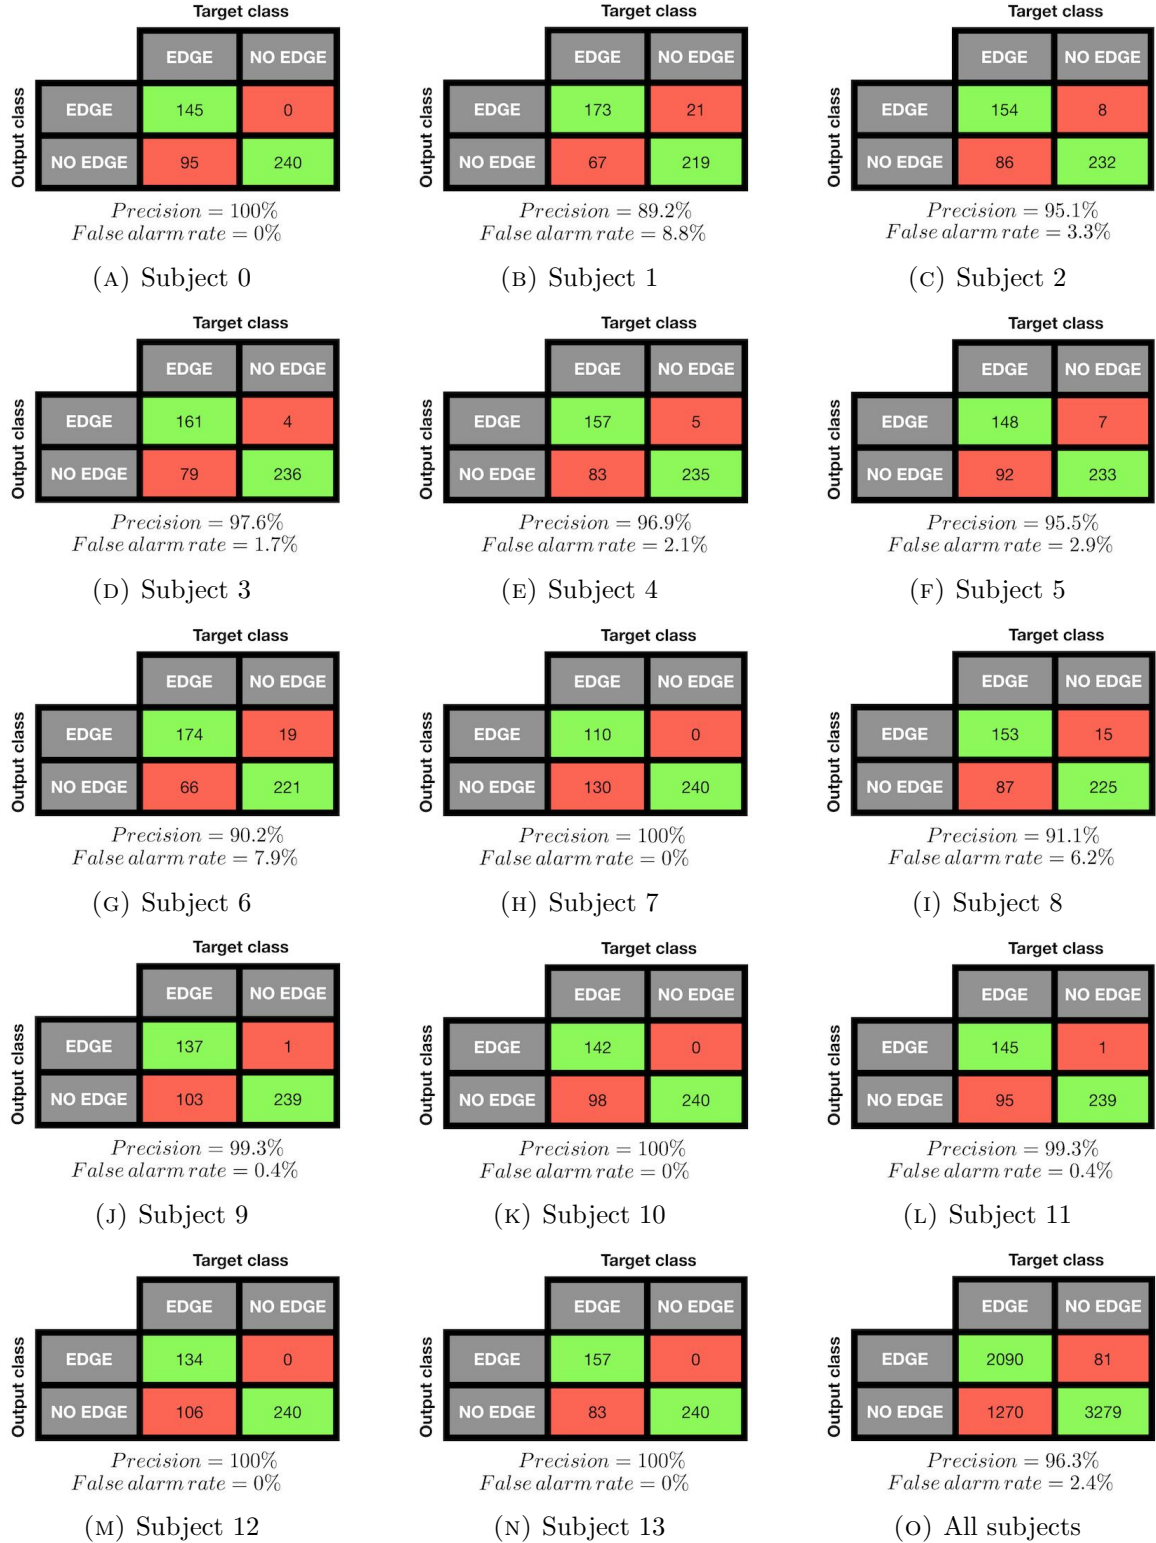 Target class
EDGE NO EDGE
Output class
EDGE 145 0
NO EDGE 95 240
Precision = 100%
False alarm rate = 0%
(A) Subject 0
Target class
EDGE NO EDGE
Output class
EDGE 173 21
NO EDGE 67 219
Precision = 89.2%
False alarm rate = 8.8%
(B) Subject 1
Target class
EDGE NO EDGE
Output class
EDGE 154 8
NO EDGE 86 232
Precision = 95.1%
False alarm rate = 3.3%
(C) Subject 2
Target class
EDGE NO EDGE
Output class
EDGE 161 4
NO EDGE 79 236
Precision = 97.6%
False alarm rate = 1.7%
(D) Subject 3
Target class
EDGE NO EDGE
Output class
EDGE 157 5
NO EDGE 83 235
Precision = 96.9%
False alarm rate = 2.1%
(E) Subject 4
Target class
EDGE NO EDGE
Output class
EDGE 148 7
NO EDGE 92 233
Precision = 95.5%
False alarm rate = 2.9%
(F) Subject 5
Target class
EDGE NO EDGE
Output class
EDGE 174 19
NO EDGE 66 221
Precision = 90.2%
False alarm rate = 7.9%
(G) Subject 6
Target class
EDGE NO EDGE
Output class
EDGE 110 0
NO EDGE 130 240
Precision = 100%
False alarm rate = 0%
(H) Subject 7
Target class
EDGE NO EDGE
Output class
EDGE 153 15
NO EDGE 87 225
Precision = 91.1%
False alarm rate = 6.2%
(I) Subject 8
Target class
EDGE NO EDGE
Output class
EDGE 137 1
NO EDGE 103 239
Precision = 99.3%
False alarm rate = 0.4%
(J) Subject 9
Target class
EDGE NO EDGE
Output class
EDGE 142 0
NO EDGE 98 240
Precision = 100%
False alarm rate = 0%
(K) Subject 10
Target class
EDGE NO EDGE
Output class
EDGE 145 1
NO EDGE 95 239
Precision = 99.3%
False alarm rate = 0.4%
(L) Subject 11
Target class
EDGE NO EDGE
Output class
EDGE 134 0
NO EDGE 106 240
Precision = 100%
False alarm rate = 0%
(M) Subject 12
Target class
EDGE NO EDGE
Output class
EDGE 157 0
NO EDGE 83 240
Precision = 100%
False alarm rate = 0%
(N) Subject 13
Target class
EDGE NO EDGE
Output class
EDGE 2090 81
NO EDGE 1270 3279
Precision = 96.3%
False alarm rate = 2.4%
(O) All subjects